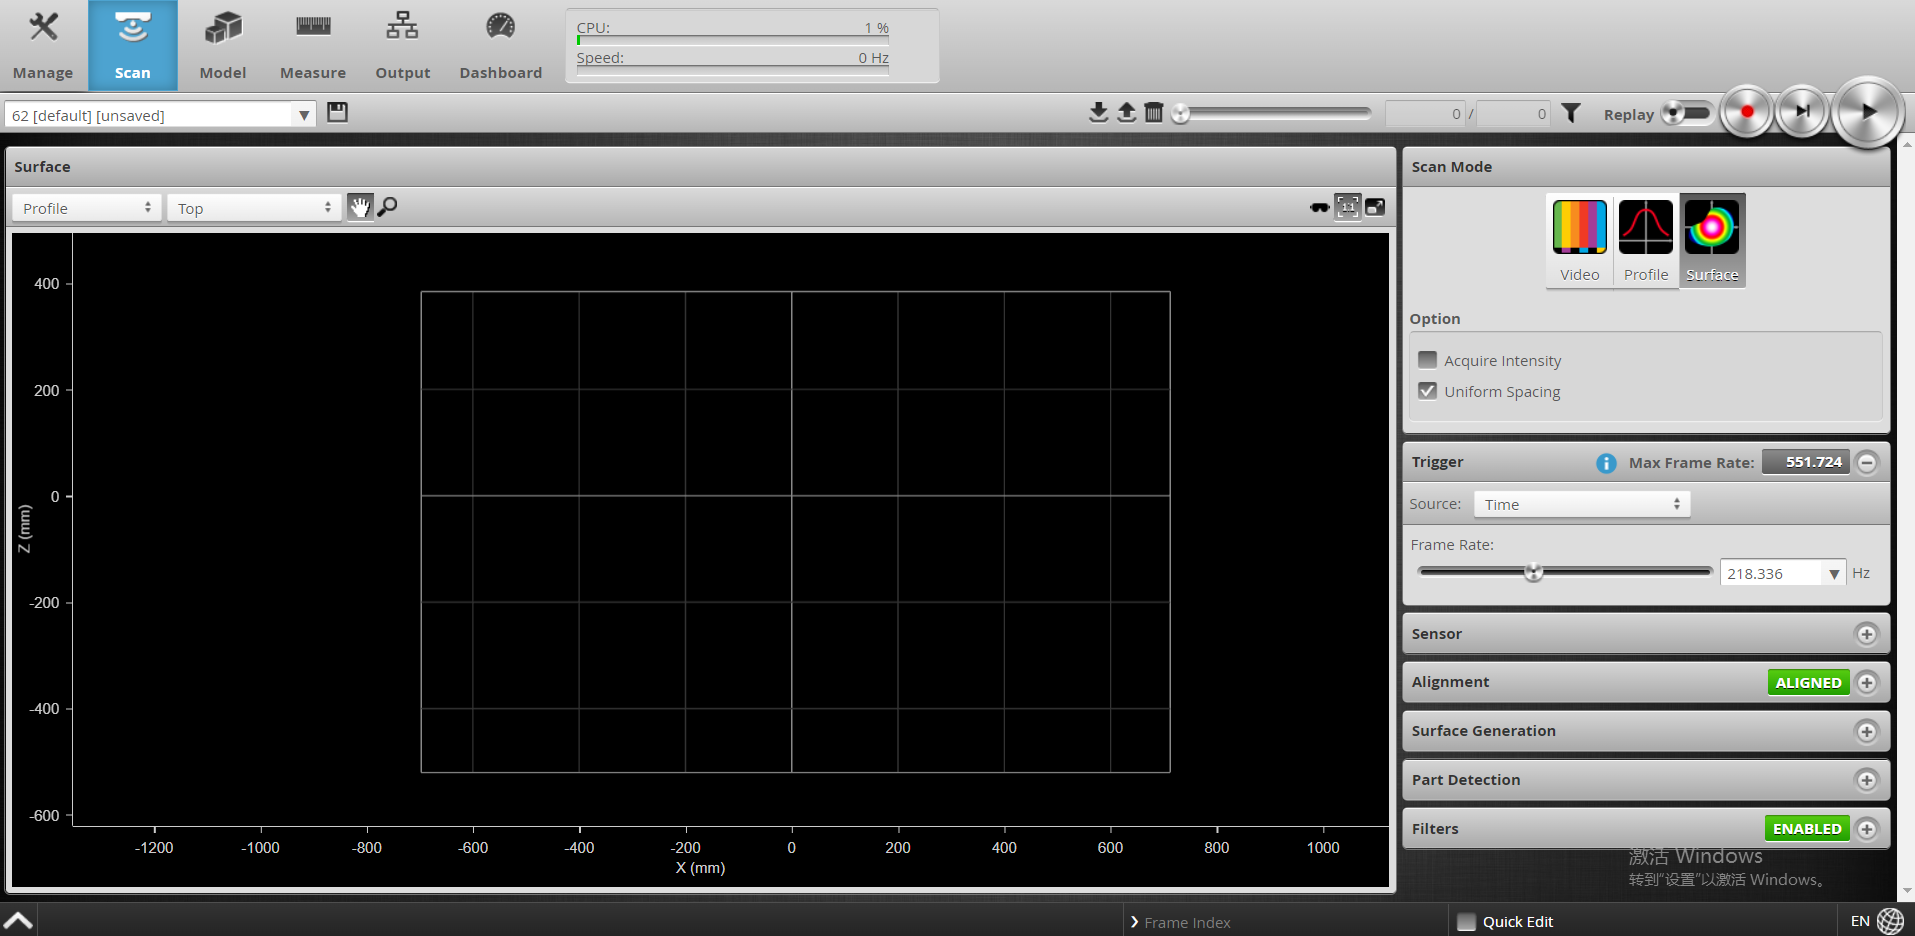 Manage
Scan
Model
Measure
Output
Dashboard
CPU: 1 %
Speed: 0 Hz
62 [default] [unsaved]
0 / 0
Replay
Surface
Profile
Top
1:1
400
200
0
-200
-400
-600
Z (mm)
-1200 -1000 -800 -600 -400 -200 0 200 400 600 800 1000
X (mm)
Scan Mode
Video
Profile
Surface
Option
Acquire Intensity
Uniform Spacing
Trigger
Max Frame Rate: 551.724
Source: Time
Frame Rate:
218.336 Hz
Sensor
Alignment ALIGNED
Surface Generation
Part Detection
Filters ENABLED
激活 Windows
转到“设置”以激活 Windows。
Frame Index
Quick Edit
EN